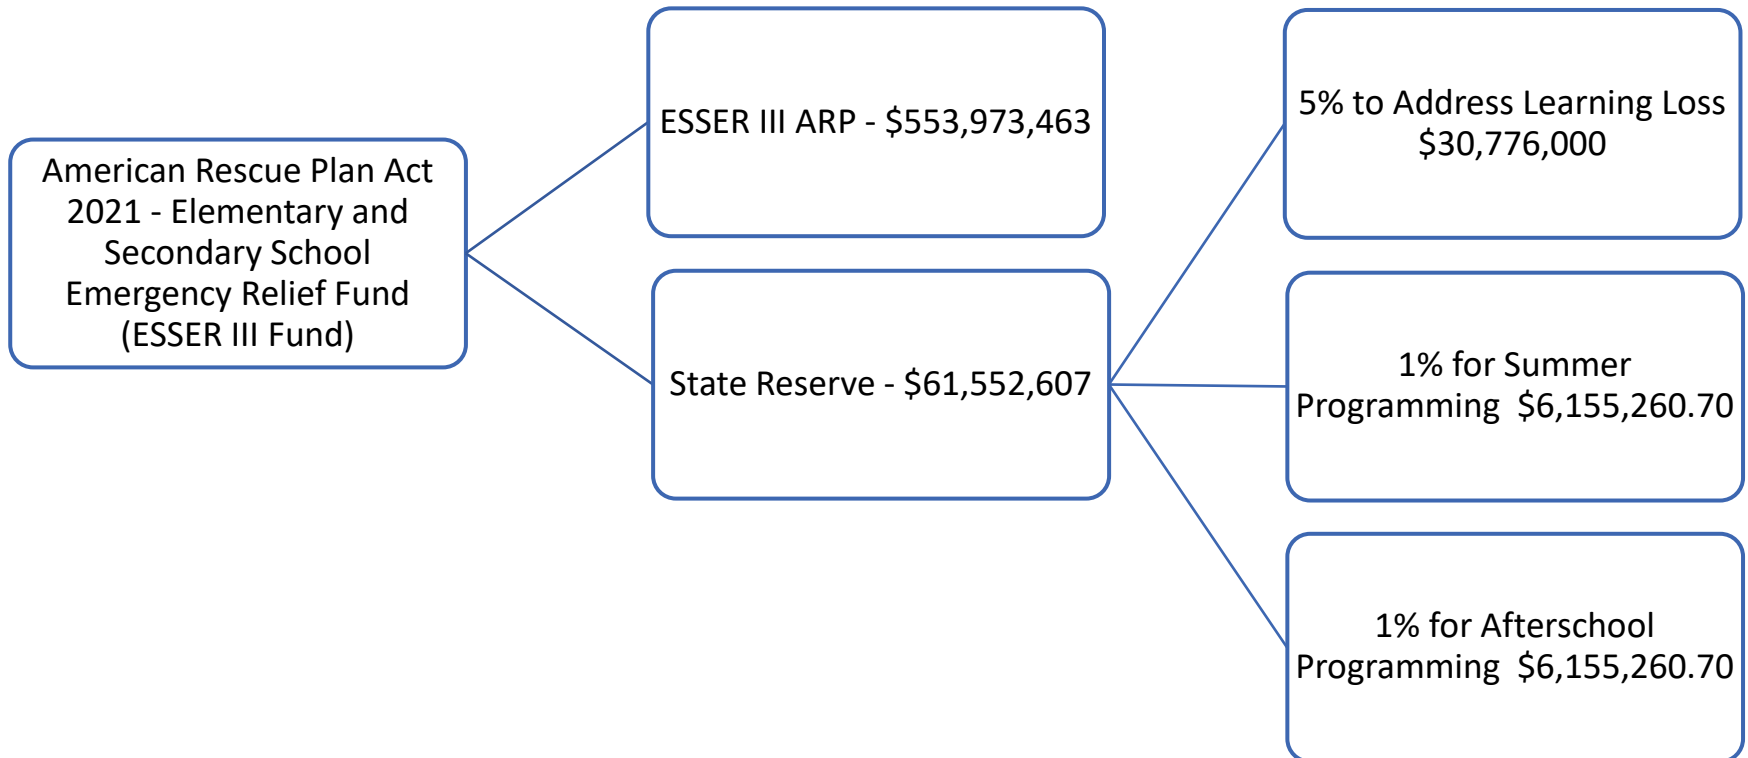 American Rescue Plan Act
2021 - Elementary and
Secondary School
Emergency Relief Fund
(ESSER III Fund)
ESSER III ARP - $553,973,463
State Reserve - $61,552,607
5% to Address Learning Loss
$30,776,000
1% for Summer
Programming  $6,155,260.70
1% for Afterschool
Programming  $6,155,260.70